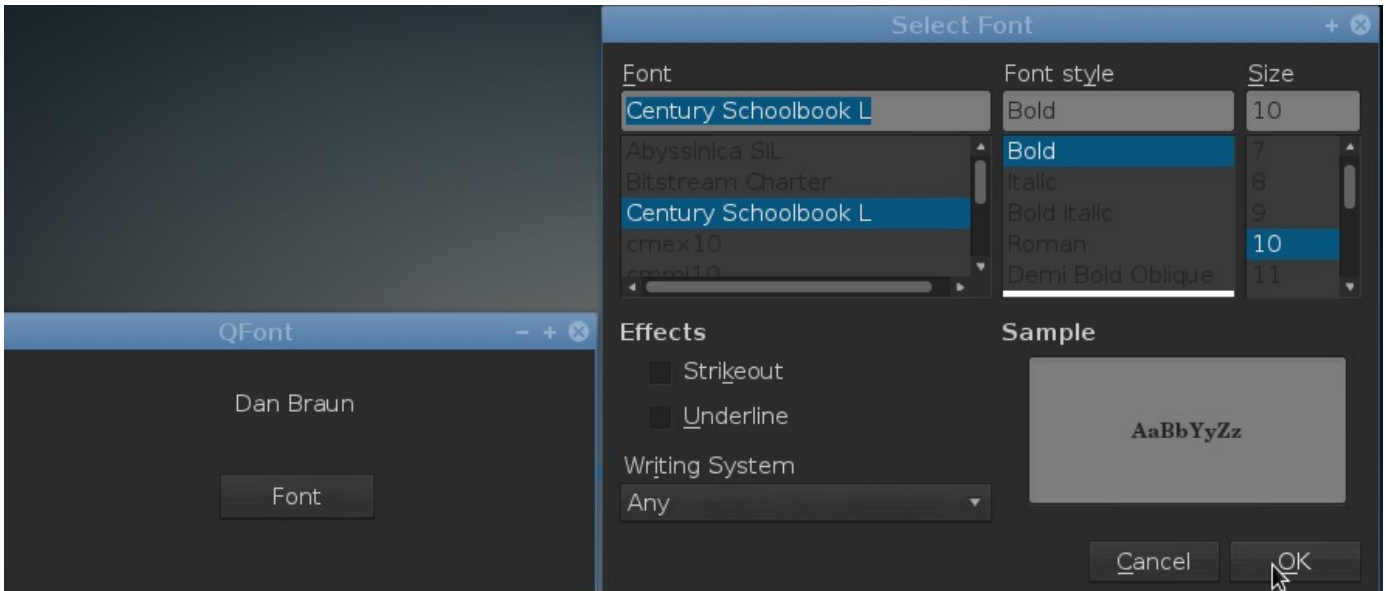 Select Font
Font
Font style
Size
Century Schoolbook L
Bold
10
Abyssinica SIL
Bitstream Charter
Century Schoolbook L
cmex10
cmmi10
Bold
Italic
Bold Italic
Roman
Demi Bold Oblique
7
8
9
10
11
QFont
Dan Braun
Font
Effects
Strikeout
Underline
Writing System
Any
Sample
AaBbYyZz
Cancel
OK